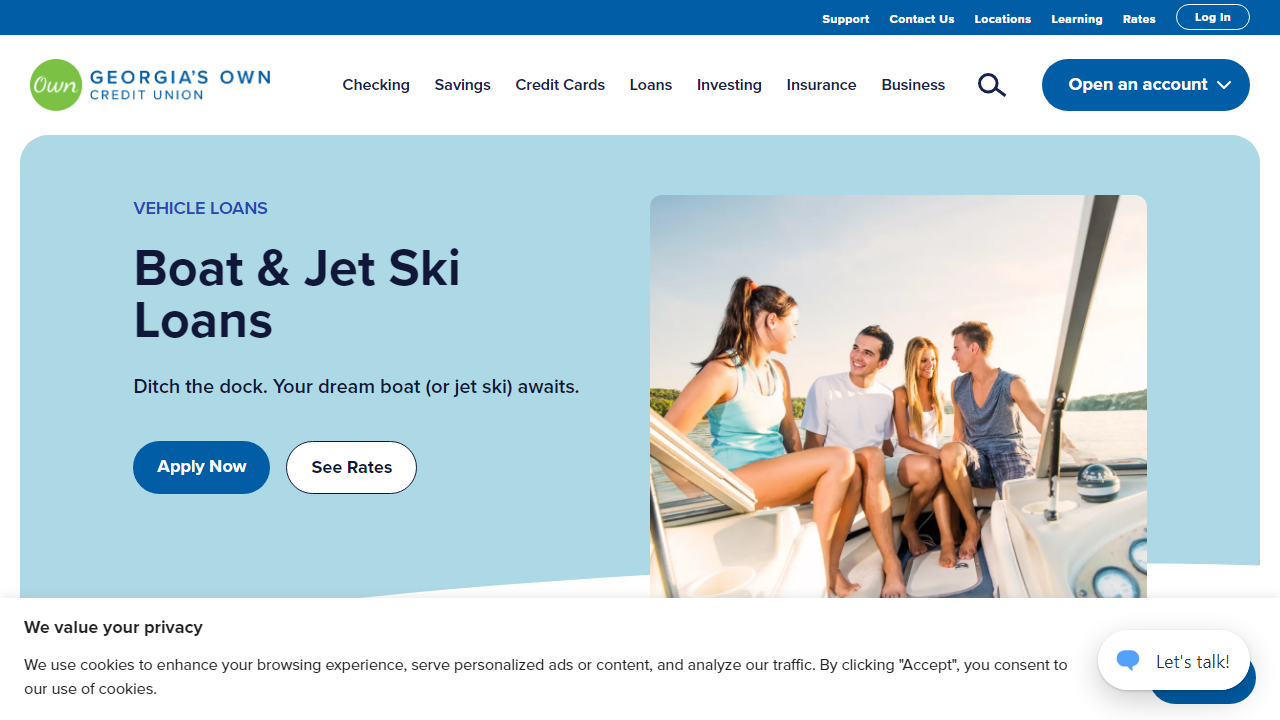 Support Contact Us Locations Learning Rates Log In
Own GEORGIA'S OWN
CREDIT UNION
Checking Savings Credit Cards Loans Investing Insurance Business
Open an account
VEHICLE LOANS
Boat & Jet Ski
Loans
Ditch the dock. Your dream boat (or jet ski) awaits.
Apply Now See Rates
We value your privacy
We use cookies to enhance your browsing experience, serve personalized ads or content, and analyze our traffic. By clicking "Accept", you consent to
our use of cookies.
Let's talk!